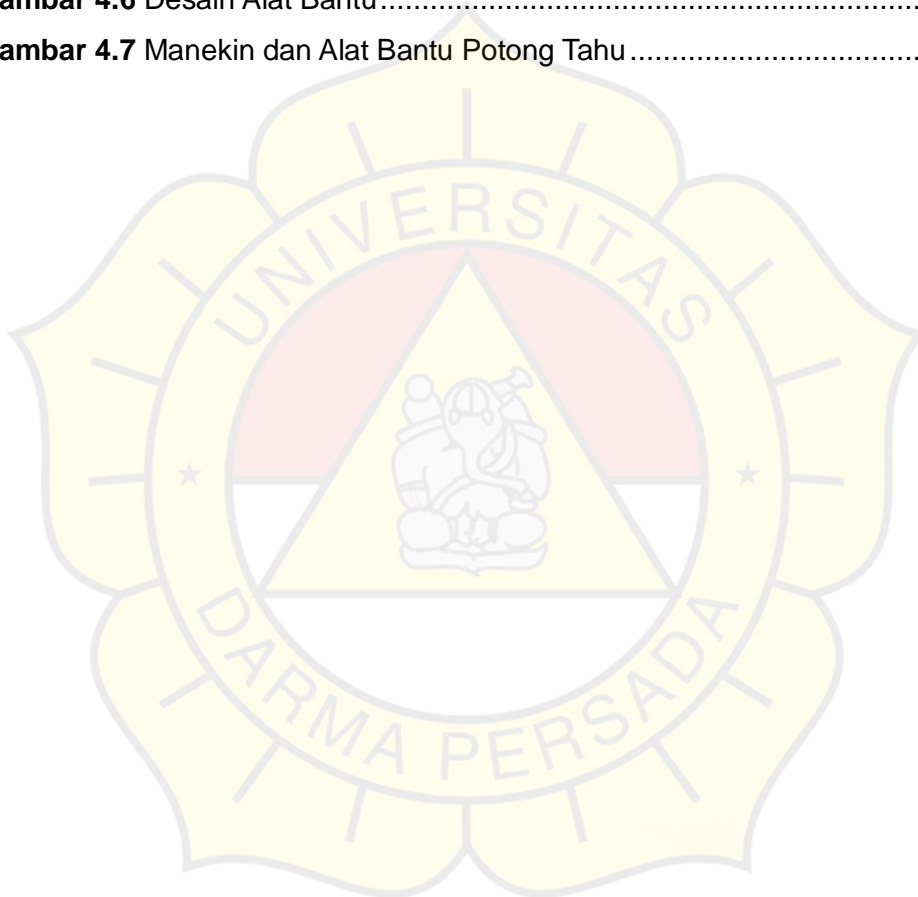 ambar 4.6 Desain Alat Bantu........................................................................
ambar 4.7 Manekin dan Alat Bantu Potong Tahu....................................
UNIVERSITAS
DARMA PERSADA